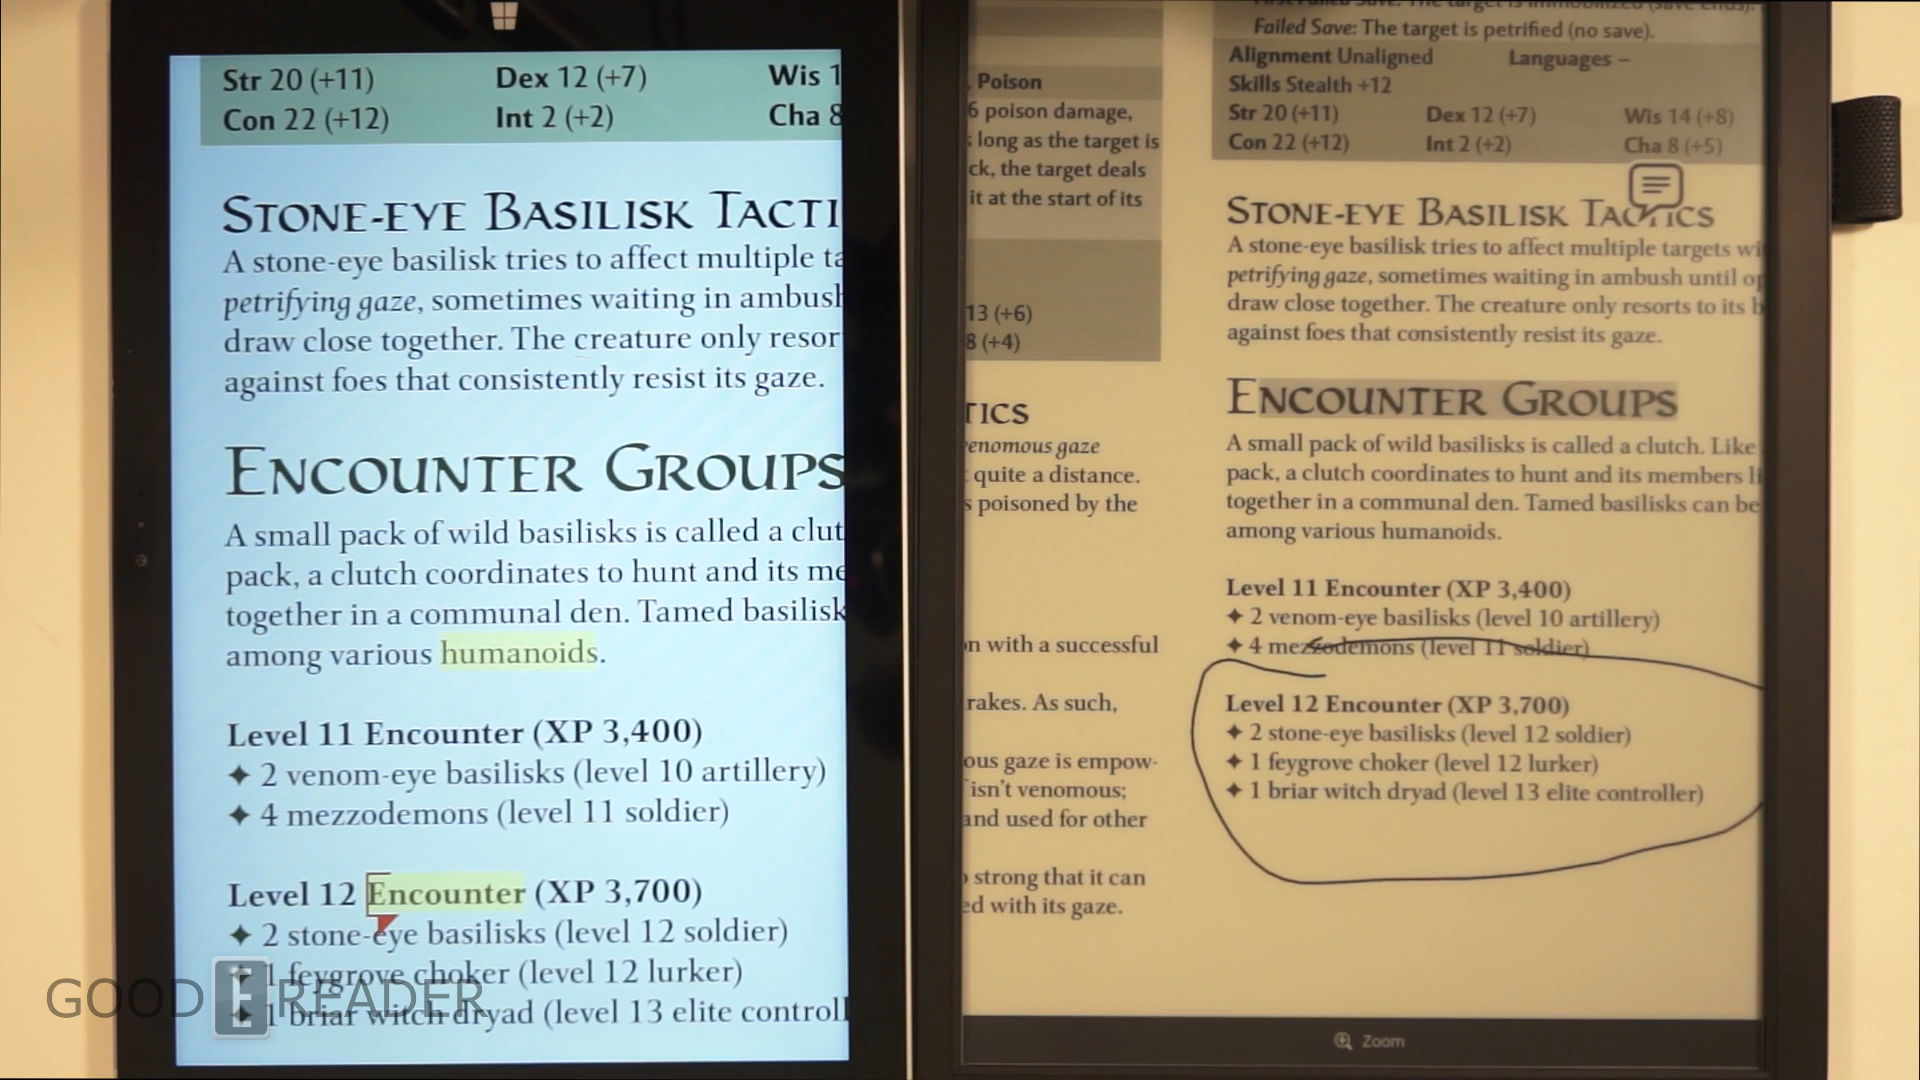 Str 20 (+11) Dex 12 (+7) Wis 1
Con 22 (+12) Int 2 (+2) Cha 8
STONE-EYE BASILISK TACTI
A stone-eye basilisk tries to affect multiple ta
petrifying gaze, sometimes waiting in ambush
draw close together. The creature only resor
against foes that consistently resist its gaze.
ENCOUNTER GROUPS
A small pack of wild basilisks is called a clut
pack, a clutch coordinates to hunt and its me
together in a communal den. Tamed basilisk
among various humanoids.
Level 11 Encounter (XP 3,400)
✦ 2 venom-eye basilisks (level 10 artillery)
✦ 4 mezzodemons (level 11 soldier)
Level 12 Encounter (XP 3,700)
✦ 2 stone-eye basilisks (level 12 soldier)
✦ 1 feygrove choker (level 12 lurker)
✦ 1 briar witch dryad (level 13 elite controll
GOOD E READER
Poison
6 poison damage,
long as the target is
ck, the target deals
it at the start of its
13 (+6)
8 (+4)
TICS
venomous gaze
quite a distance.
s poisoned by the
on with a successful
rakes. As such,
ous gaze is empow-
isn't venomous;
and used for other
strong that it can
ed with its gaze.
Failed Save: The target is petrified (no save).
Alignment Unaligned Languages –
Skills Stealth +12
Str 20 (+11) Dex 12 (+7) Wis 14 (+8)
Con 22 (+12) Int 2 (+2) Cha 8 (+5)
STONE-EYE BASILISK TACTICS
A stone-eye basilisk tries to affect multiple targets wi
petrifying gaze, sometimes waiting in ambush until op
draw close together. The creature only resorts to its b
against foes that consistently resist its gaze.
ENCOUNTER GROUPS
A small pack of wild basilisks is called a clutch. Like
pack, a clutch coordinates to hunt and its members li
together in a communal den. Tamed basilisks can be
among various humanoids.
Level 11 Encounter (XP 3,400)
✦ 2 venom-eye basilisks (level 10 artillery)
✦ 4 mezzodemons (level 11 soldier)
Level 12 Encounter (XP 3,700)
✦ 2 stone-eye basilisks (level 12 soldier)
✦ 1 feygrove choker (level 12 lurker)
✦ 1 briar witch dryad (level 13 elite controller)
Zoom